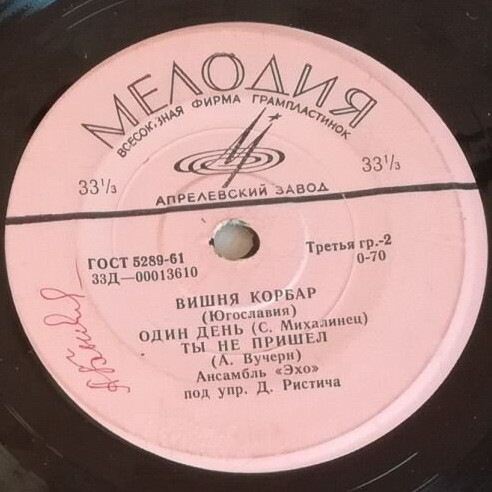 МЕЛОДИЯ
ВСЕСОЮЗНАЯ ФИРМА ГРАМПЛАСТИНОК
33⅓
33⅓
АПРЕЛЕВСКИЙ ЗАВОД
ГОСТ 5289-61
33Д—00013610
Третья гр.-2
0-70
ВИШНЯ КОРБАР
(Югославия)
ОДИН ДЕНЬ (С. Михалинец)
ТЫ НЕ ПРИШЕЛ
(А. Вучерн)
Ансамбль «Эхо»
под упр. Д. Ристича